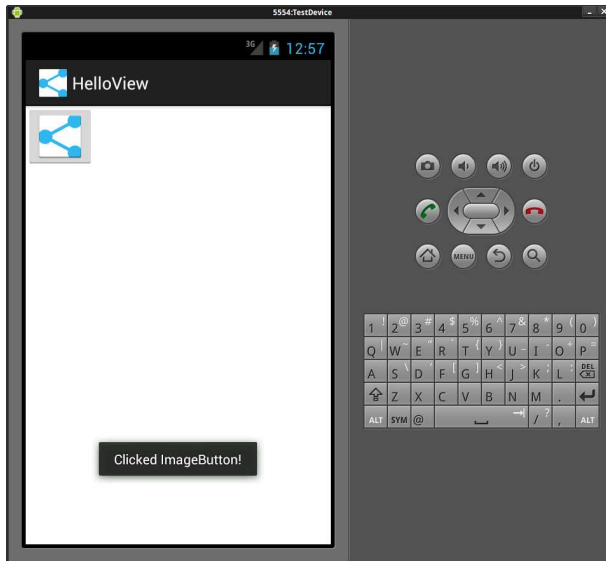 5554:TestDevice
3G 12:57
HelloView
Clicked ImageButton!
MENU
1 ! 2 @ 3 # 4 $ 5 % 6 ^ 7 & 8 * 9 ( 0 )
Q | W ~ E " R ` T { Y } U _ I - O + P =
A S \ D ' F [ G ] H < J > K ; L : DEL
Z X C V B N M .
ALT SYM @ / ? , ALT